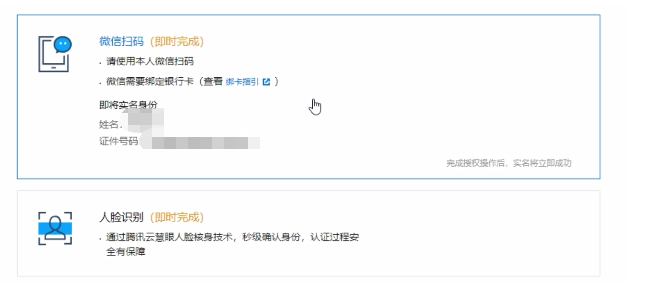 微信扫码（即时完成）
. 请使用本人微信扫码
. 微信需要绑定银行卡（查看 绑卡指引 ）
即将实名身份
姓名.
证件号码
完成授权操作后，实名将立即成功
人脸识别（即时完成）
. 通过腾讯云慧眼人脸核身技术，秒级确认身份，认证过程安
全有保障